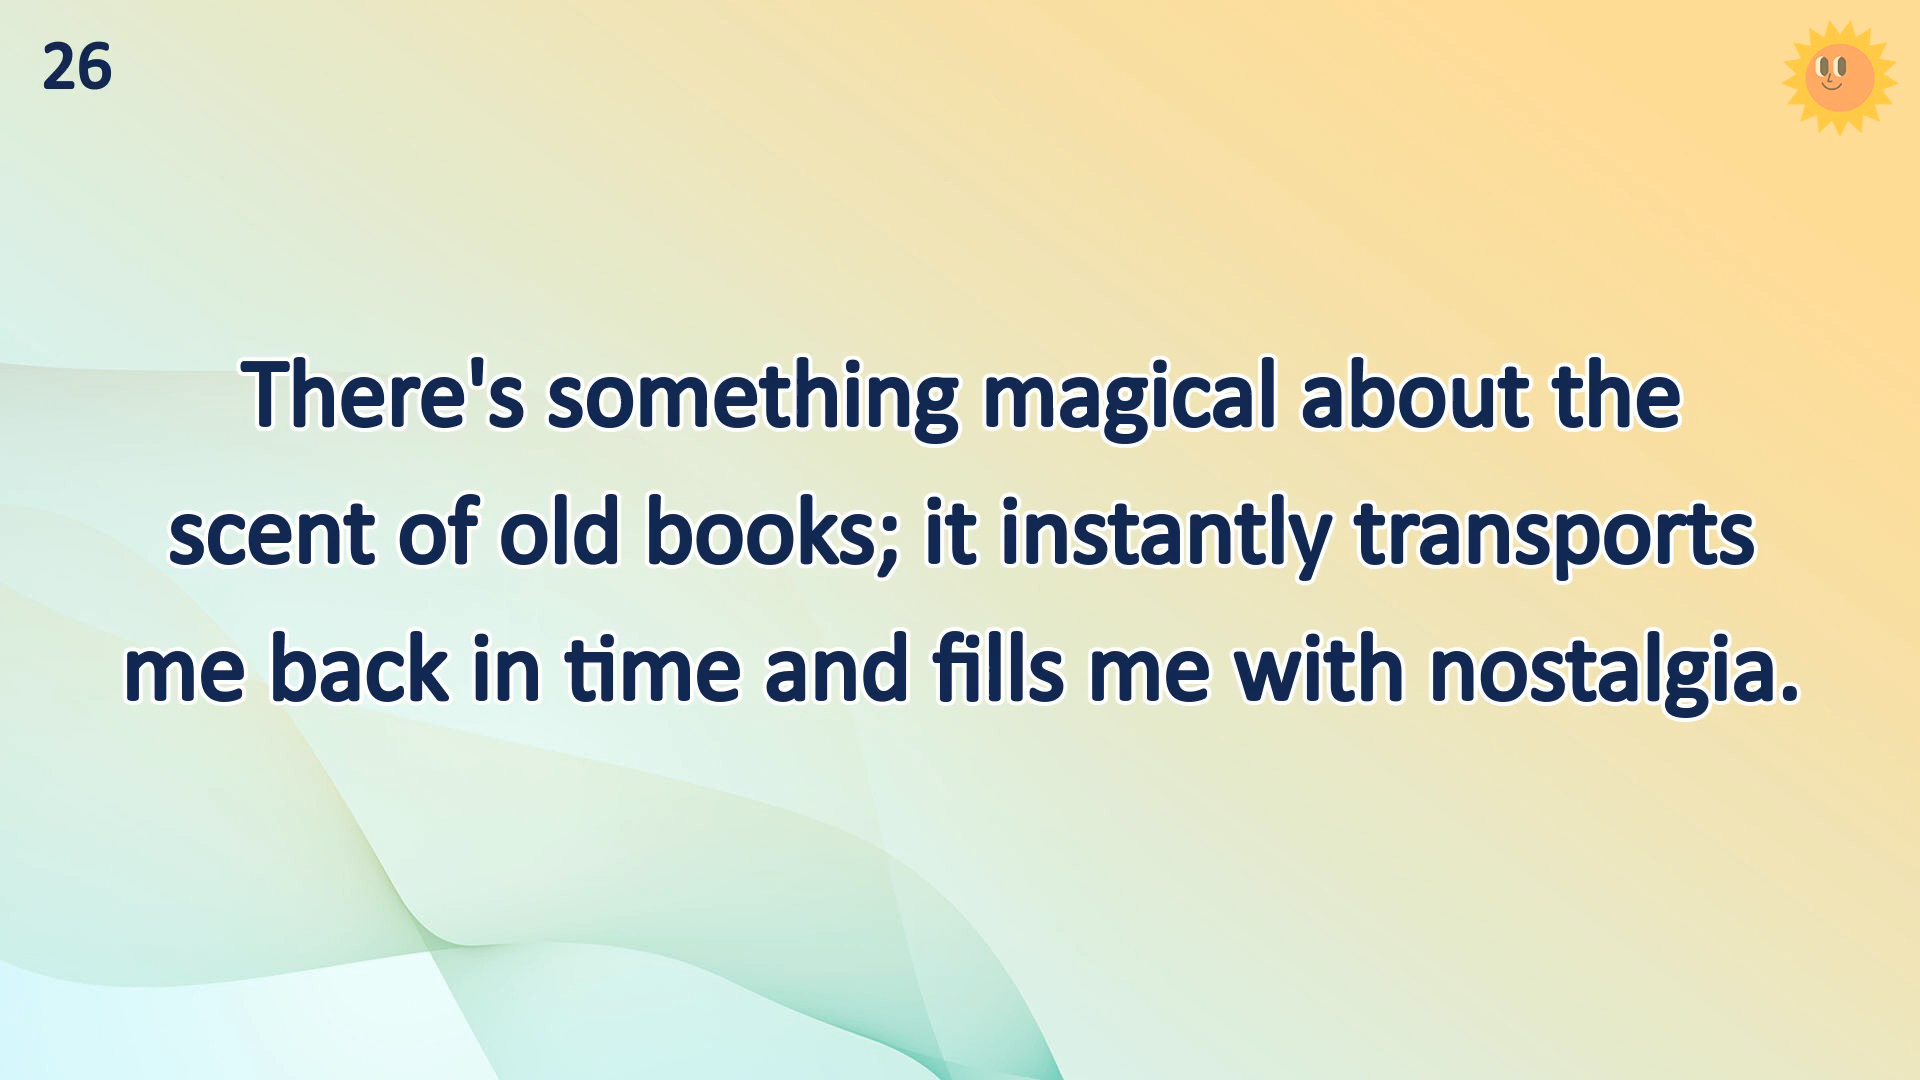 26
There's something magical about the
scent of old books; it instantly transports
me back in time and fills me with nostalgia.